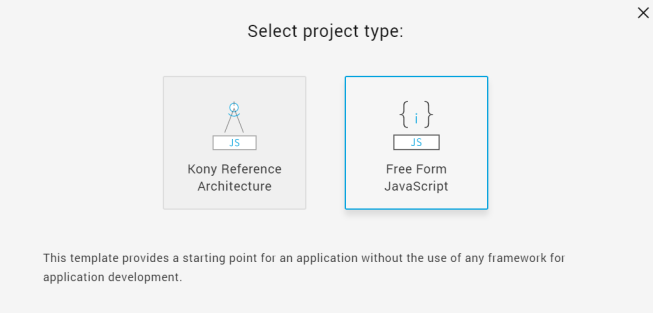 Select project type:
JS
Kony Reference
Architecture
{ i }
JS
Free Form
JavaScript
This template provides a starting point for an application without the use of any framework for
application development.